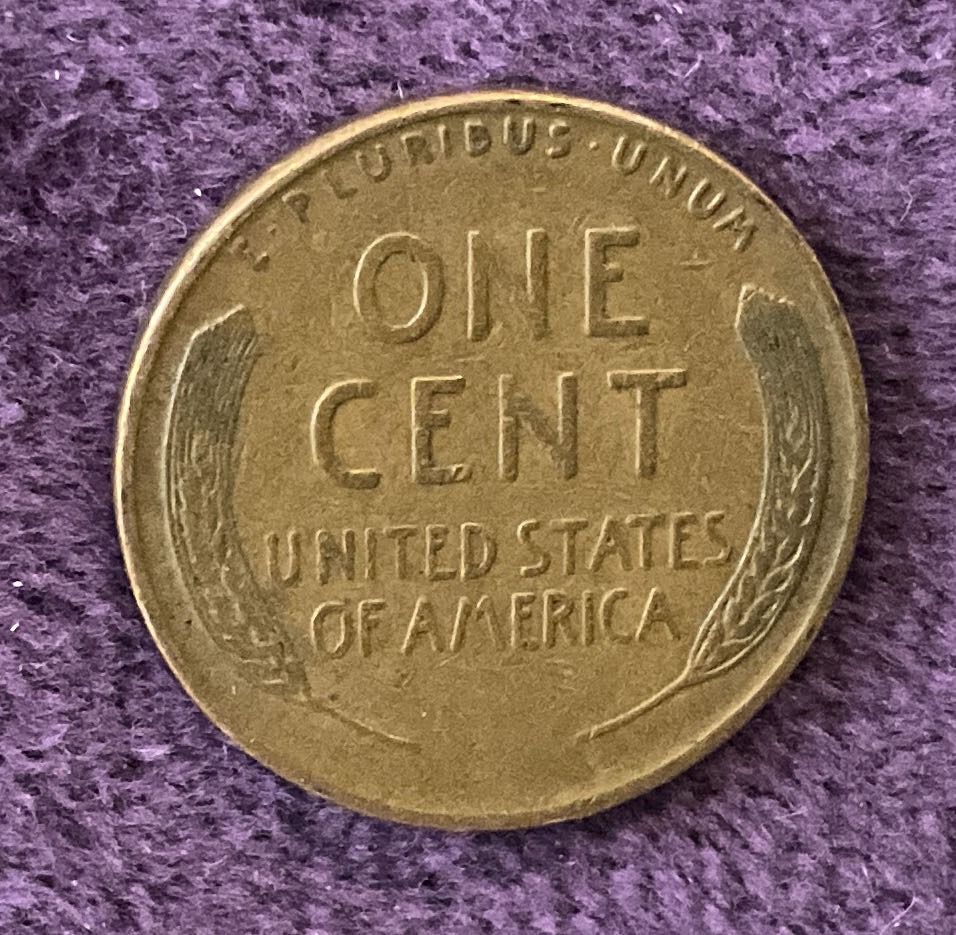 E·PLURIBUS·UNUM
ONE
CENT
UNITED STATES
OF AMERICA